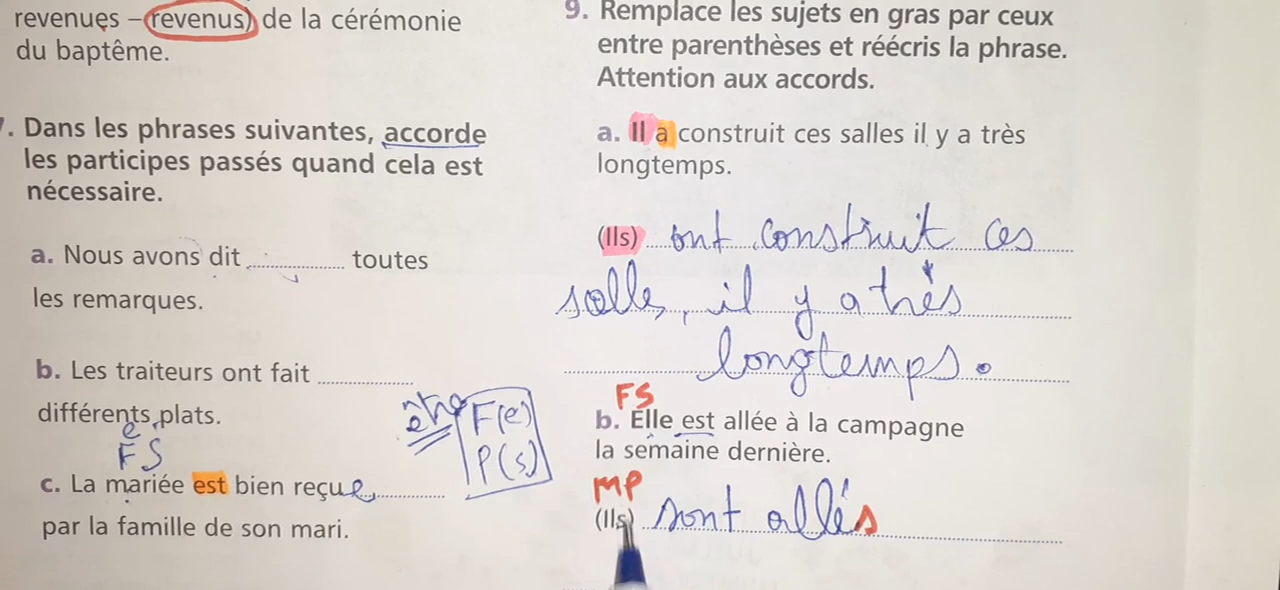 revenues – revenus) de la cérémonie
du baptême.
7. Dans les phrases suivantes, accorde
les participes passés quand cela est
nécessaire.
a. Nous avons dit ............ toutes
les remarques.
b. Les traiteurs ont fait ............
différents plats.
e
FS
c. La mariée est bien reçue ............
par la famille de son mari.
être
F(e)
P(s)
9. Remplace les sujets en gras par ceux
entre parenthèses et réécris la phrase.
Attention aux accords.
a. Il a construit ces salles il y a très
longtemps.
(Ils) ont construit ces
salles, il y a très
longtemps.
FS
b. Elle est allée à la campagne
la semaine dernière.
MP
(Ils) sont allés